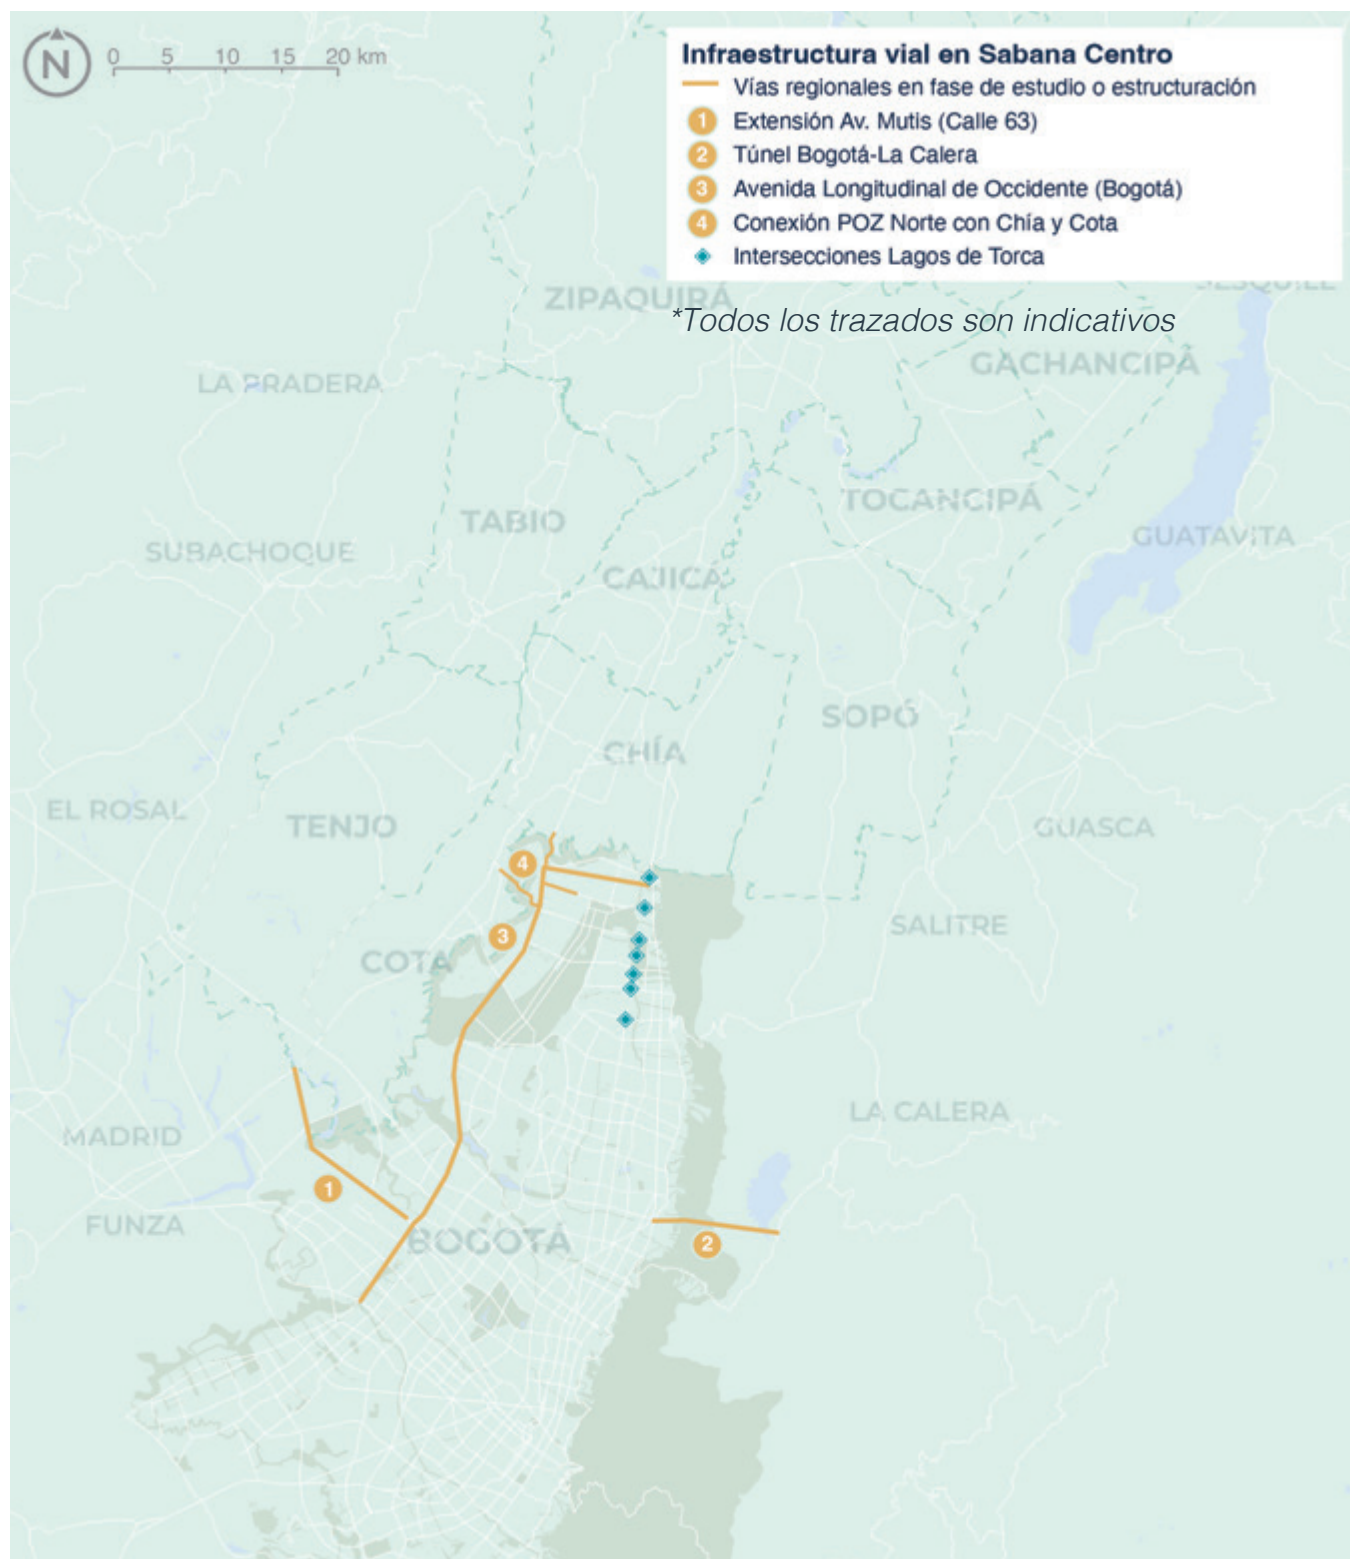 N
0 5 10 15 20 km
Infraestructura vial en Sabana Centro
Vías regionales en fase de estudio o estructuración
1 Extensión Av. Mutis (Calle 63)
2 Túnel Bogotá-La Calera
3 Avenida Longitudinal de Occidente (Bogotá)
4 Conexión POZ Norte con Chía y Cota
Intersecciones Lagos de Torca
ZIPAQUIRÁ
*Todos los trazados son indicativos
GACHANCIPÁ
LA PRADERA
TOCANCIPÁ
TABIO
GUATAVITA
SUBACHOQUE
CAJICÁ
SOPÓ
CHÍA
EL ROSAL
TENJO
GUASCA
4
SALITRE
3
COTA
LA CALERA
MADRID
1
FUNZA
BOGOTÁ
2